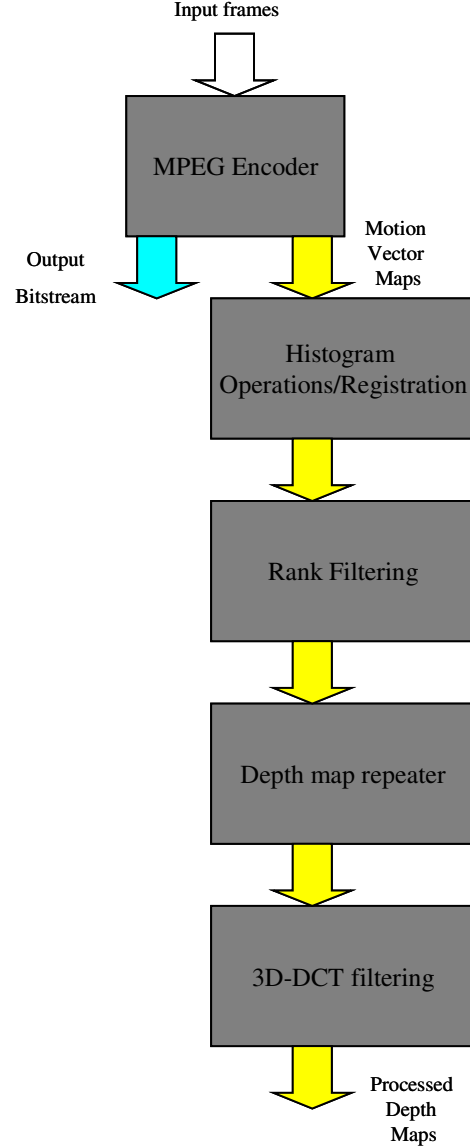 Input frames
MPEG Encoder
Output
Bitstream
Motion
Vector
Maps
Histogram
Operations/Registration
Rank Filtering
Depth map repeater
3D-DCT filtering
Processed
Depth
Maps